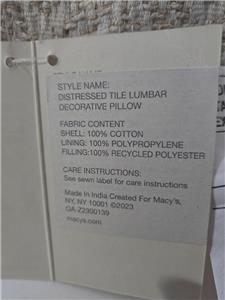 STYLE NAME:
DISTRESSED TILE LUMBAR
DECORATIVE PILLOW
FABRIC CONTENT
SHELL: 100% COTTON
LINING: 100% POLYPROPYLENE
FILLING:100% RECYCLED POLYESTER
CARE INSTRUCTIONS:
See sewn label for care instructions
Made In India Created For Macy's,
NY, NY 10001 ©2023
OA-Z2300139
macys.com